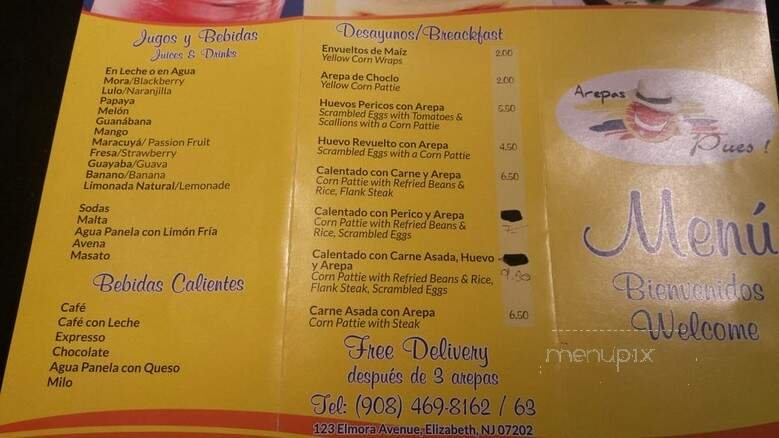 Jugos y Bebidas
Juices & Drinks
En Leche o en Agua
Mora/Blackberry
Lulo/Naranjilla
Papaya
Melón
Guanábana
Mango
Maracuyá/ Passion Fruit
Fresa/Strawberry
Guayaba/Guava
Banano/Banana
Limonada Natural/Lemonade
Sodas
Malta
Agua Panela con Limón Fría
Avena
Masato
Bebidas Calientes
Café
Café con Leche
Expresso
Chocolate
Agua Panela con Queso
Milo
Desayunos/Breackfast
Envueltos de Maíz 2.00
Yellow Corn Wraps
Arepa de Choclo 2.00
Yellow Corn Pattie
Huevos Pericos con Arepa 5.50
Scrambled Eggs with Tomatoes &
Scallions with a Corn Pattie
Huevo Revuelto con Arepa 4.50
Scrambled Eggs with a Corn Pattie
Calentado con Carne y Arepa 6.50
Corn Pattie with Refried Beans &
Rice, Flank Steak
Calentado con Perico y Arepa
Corn Pattie with Refried Beans &
Rice, Scrambled Eggs
Calentado con Carne Asada, Huevo
y Arepa
Corn Pattie with Refried Beans & Rice,
Flank Steak, Scrambled Eggs
Carne Asada con Arepa 6.50
Corn Pattie with Steak
Free Delivery
después de 3 arepas
Tel: (908) 469-8162 / 63
123 Elmora Avenue, Elizabeth, NJ 07202
Arepas
Pues!
Menú
Bienvenidos
Welcome
menupix